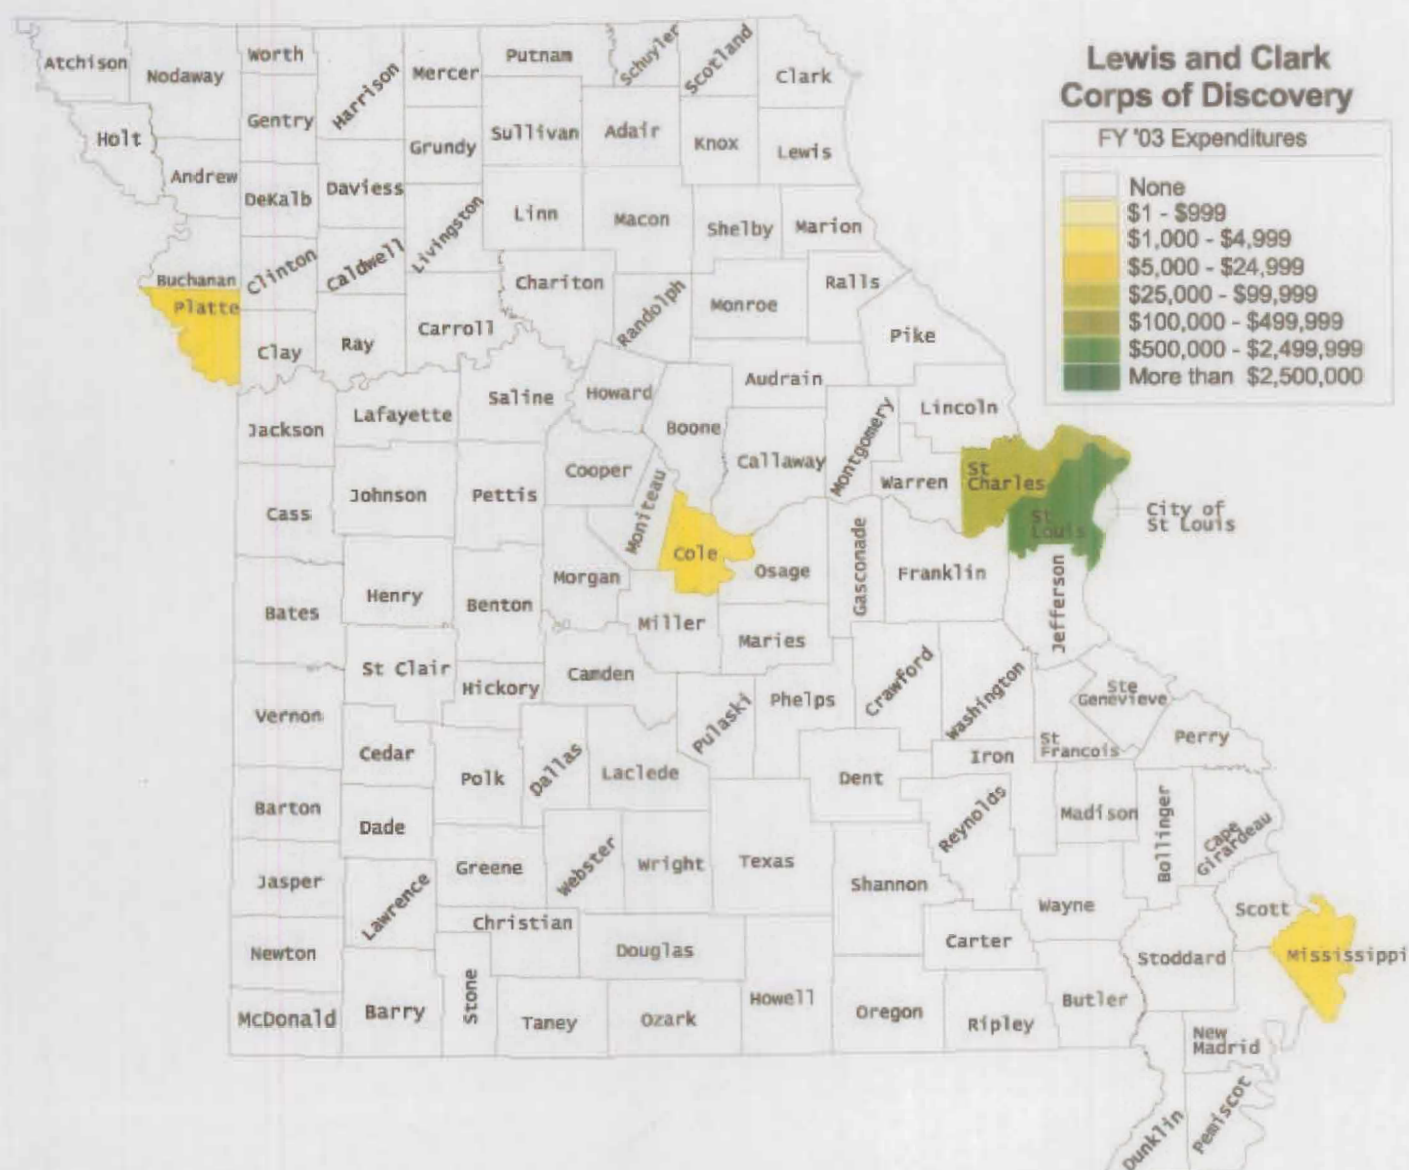 Lewis and Clark
Corps of Discovery
FY '03 Expenditures
None
$1 - $999
$1,000 - $4,999
$5,000 - $24,999
$25,000 - $99,999
$100,000 - $499,999
$500,000 - $2,499,999
More than $2,500,000
Atchison
Nodaway
Worth
Harrison
Mercer
Putnam
Schuyler
Scotland
Clark
Holt
Gentry
Grundy
Sullivan
Adair
Knox
Lewis
Andrew
DeKalb
Daviess
Livingston
Linn
Macon
Shelby
Marion
Buchanan
Clinton
Caldwell
Chariton
Randolph
Monroe
Ralls
Platte
Clay
Ray
Carroll
Pike
Jackson
Lafayette
Saline
Howard
Boone
Audrain
Lincoln
Cooper
Callaway
Montgomery
Warren
St
Charles
St
Louis
City of
St Louis
Cass
Johnson
Pettis
Moniteau
Cole
Osage
Gasconade
Franklin
Jefferson
Bates
Henry
Benton
Morgan
Miller
Maries
St Clair
Hickory
Camden
Pulaski
Phelps
Crawford
Washington
Ste
Genevieve
St
Francois
Perry
Vernon
Cedar
Polk
Dallas
Laclede
Dent
Iron
Reynolds
Madison
Bollinger
Cape
Girardeau
Barton
Dade
Greene
Webster
Wright
Texas
Shannon
Wayne
Scott
Mississippi
Jasper
Lawrence
Christian
Douglas
Carter
Stoddard
Newton
Stone
Howell
Butler
McDonald
Barry
Taney
Ozark
Oregon
Ripley
New
Madrid
Dunklin
Pemiscot